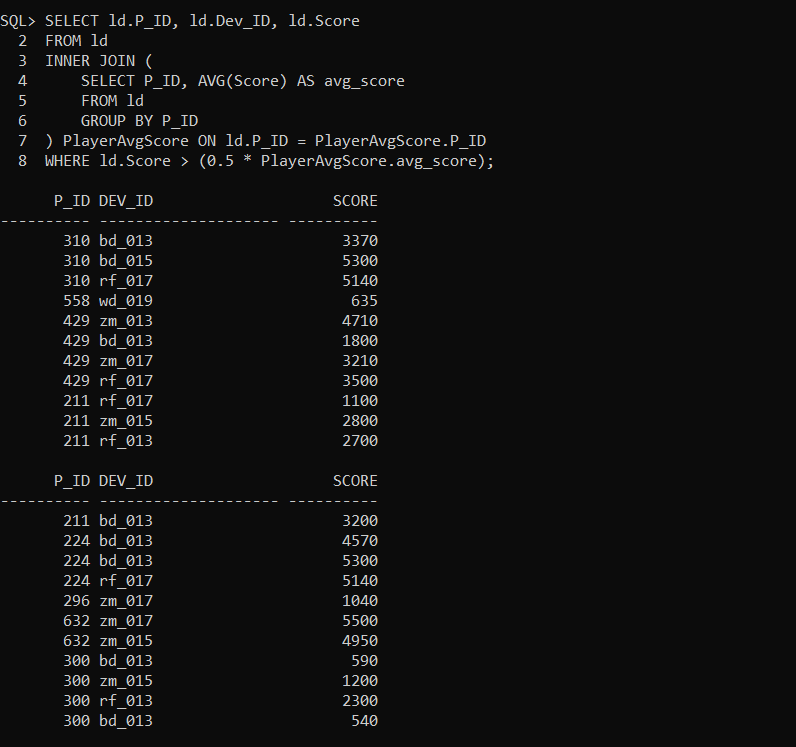 SQL> SELECT ld.P_ID, ld.Dev_ID, ld.Score
  2  FROM ld
  3  INNER JOIN (
  4      SELECT P_ID, AVG(Score) AS avg_score
  5      FROM ld
  6      GROUP BY P_ID
  7  ) PlayerAvgScore ON ld.P_ID = PlayerAvgScore.P_ID
  8  WHERE ld.Score > (0.5 * PlayerAvgScore.avg_score);

      P_ID DEV_ID                    SCORE
---------- -------------------- ----------
       310 bd_013                     3370
       310 bd_015                     5300
       310 rf_017                     5140
       558 wd_019                      635
       429 zm_013                     4710
       429 bd_013                     1800
       429 zm_017                     3210
       429 rf_017                     3500
       211 rf_017                     1100
       211 zm_015                     2800
       211 rf_013                     2700

      P_ID DEV_ID                    SCORE
---------- -------------------- ----------
       211 bd_013                     3200
       224 bd_013                     4570
       224 bd_013                     5300
       224 rf_017                     5140
       296 zm_017                     1040
       632 zm_017                     5500
       632 zm_015                     4950
       300 bd_013                      590
       300 zm_015                     1200
       300 rf_013                     2300
       300 bd_013                      540